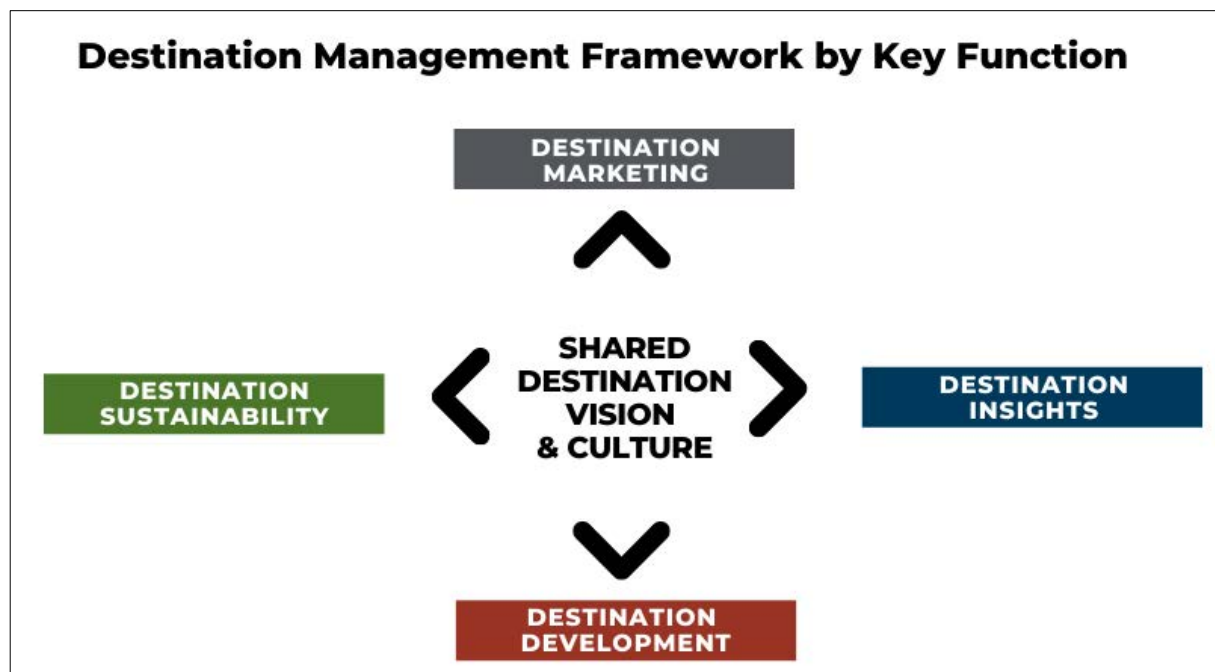 Destination Management Framework by Key Function
DESTINATION
MARKETING
SHARED
DESTINATION
VISION
& CULTURE
DESTINATION
SUSTAINABILITY
DESTINATION
INSIGHTS
DESTINATION
DEVELOPMENT